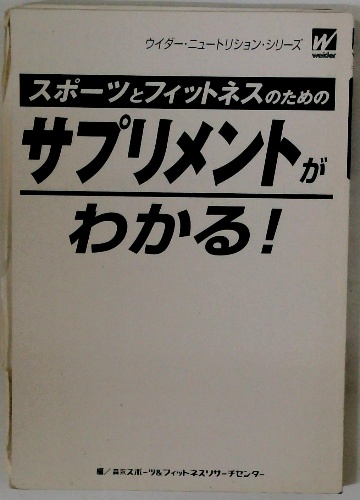 ウイダー・ニュートリション・シリーズ
weider
スポーツとフィットネスのための
サプリメントが
わかる!
編/森永スポーツ&フィットネスリサーチセンター